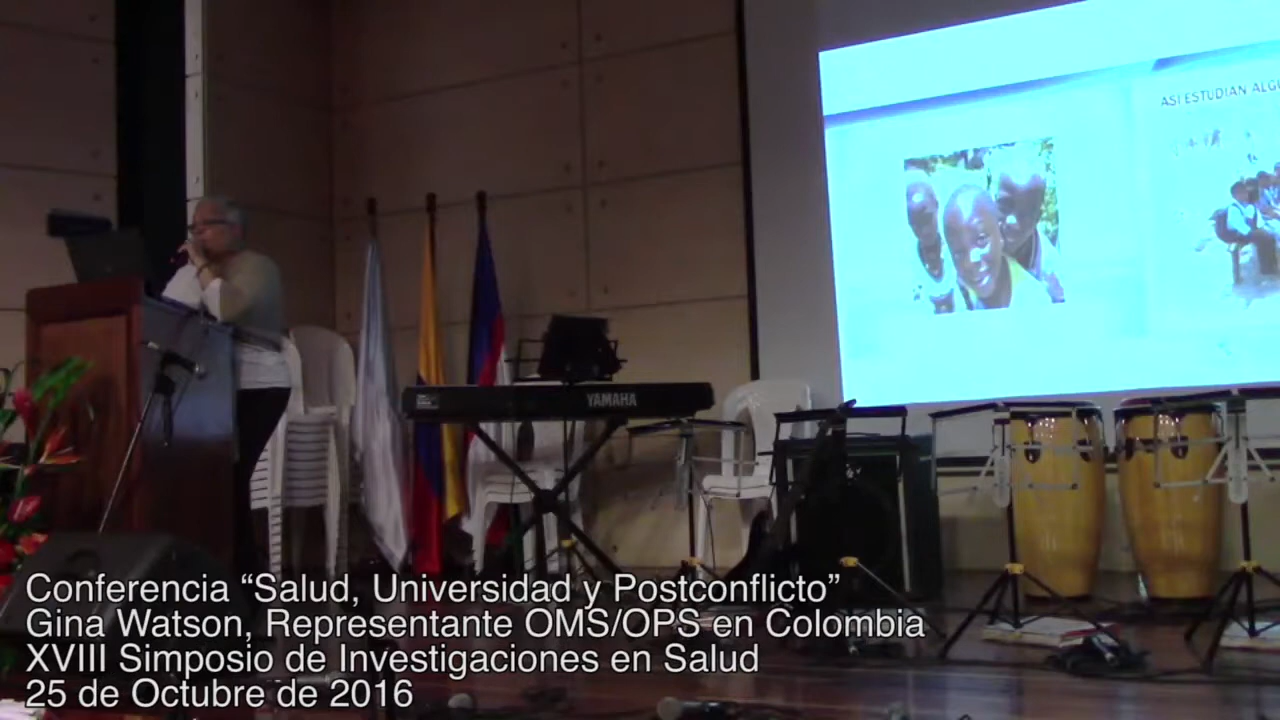 ASI ESTUDIAN
YAMAHA
Conferencia “Salud, Universidad y Postconflicto”
Gina Watson, Representante OMS/OPS en Colombia
XVIII Simposio de Investigaciones en Salud
25 de Octubre de 2016